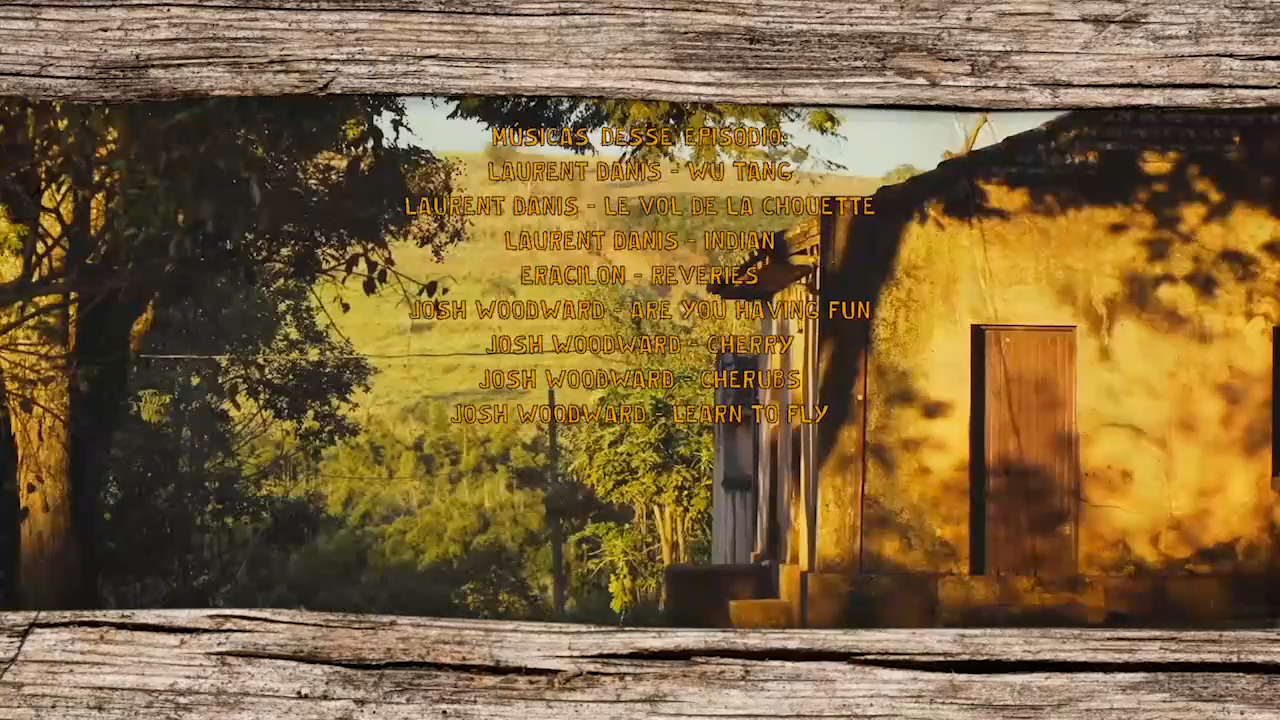 MÚSICAS DESSE EPISÓDIO:
LAURENT DANIS - WU TANG
LAURENT DANIS - LE VOL DE LA CHOUETTE
LAURENT DANIS - INDIAN
ERACILON - REVERIES
JOSH WOODWARD - ARE YOU HAVING FUN
JOSH WOODWARD - CHERRY
JOSH WOODWARD - CHERUBS
JOSH WOODWARD - LEARN TO FLY